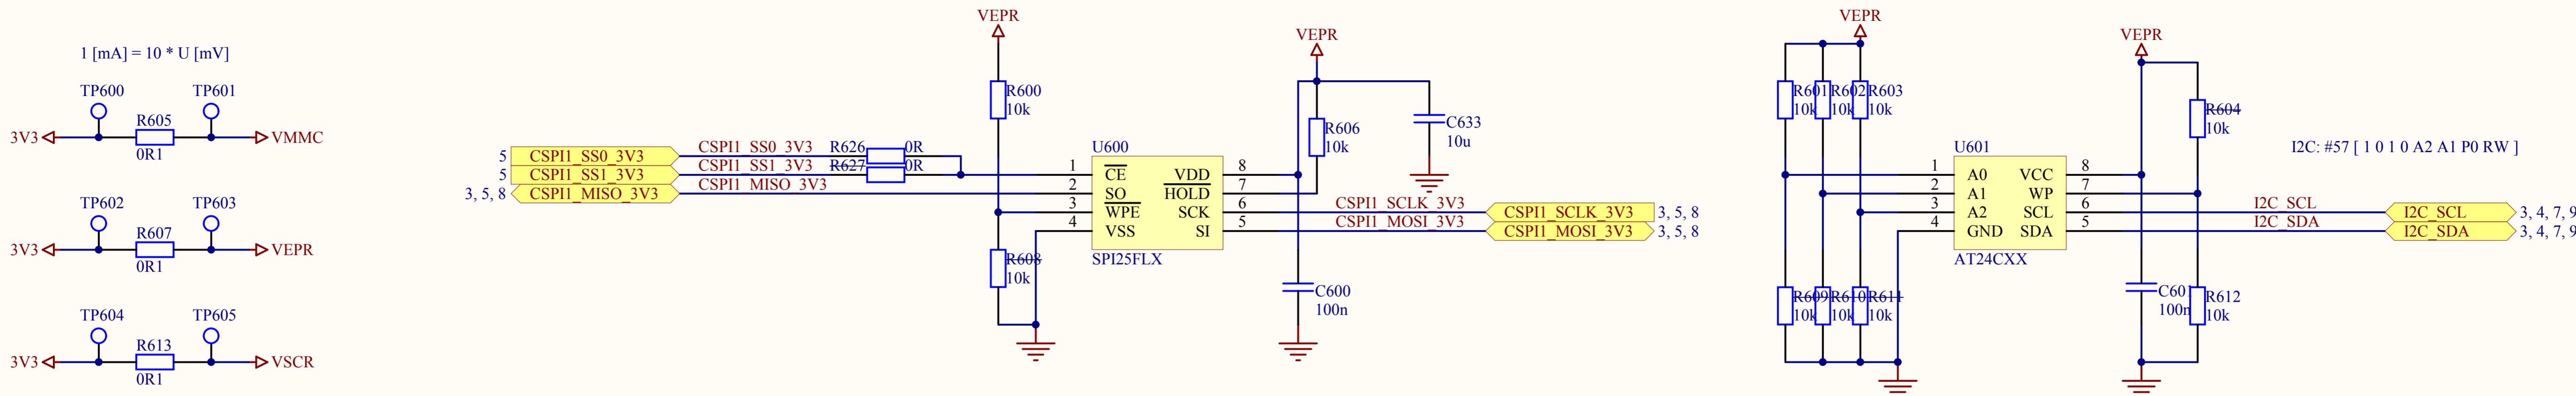 1 [mA] = 10 * U [mV]
TP600 TP601
R605
3V3 VMMC
0R1
TP602 TP603
R607
3V3 VEPR
0R1
TP604 TP605
R613
3V3 VSCR
0R1
VEPR
R600
10k
5 CSPI1_SS0_3V3 CSPI1_SS0_3V3 R626 0R
5 CSPI1_SS1_3V3 CSPI1_SS1_3V3 R627 0R
3, 5, 8 CSPI1_MISO_3V3 CSPI1_MISO_3V3
R608
10k
U600
1 CE VDD 8
2 SO HOLD 7
3 WPE SCK 6
4 VSS SI 5
SPI25FLX
VEPR
R606
10k
C633
10u
CSPI1_SCLK_3V3 CSPI1_SCLK_3V3 3, 5, 8
CSPI1_MOSI_3V3 CSPI1_MOSI_3V3 3, 5, 8
C600
100n
VEPR
R601 R602 R603
10k 10k 10k
U601
1 A0 VCC 8
2 A1 WP 7
3 A2 SCL 6
4 GND SDA 5
AT24CXX
R609 R610 R611
10k 10k 10k
VEPR
R604
10k
I2C: #57 [ 1 0 1 0 A2 A1 P0 RW ]
I2C_SCL I2C_SCL 3, 4, 7, 9
I2C_SDA I2C_SDA 3, 4, 7, 9
C601 R612
100n 10k